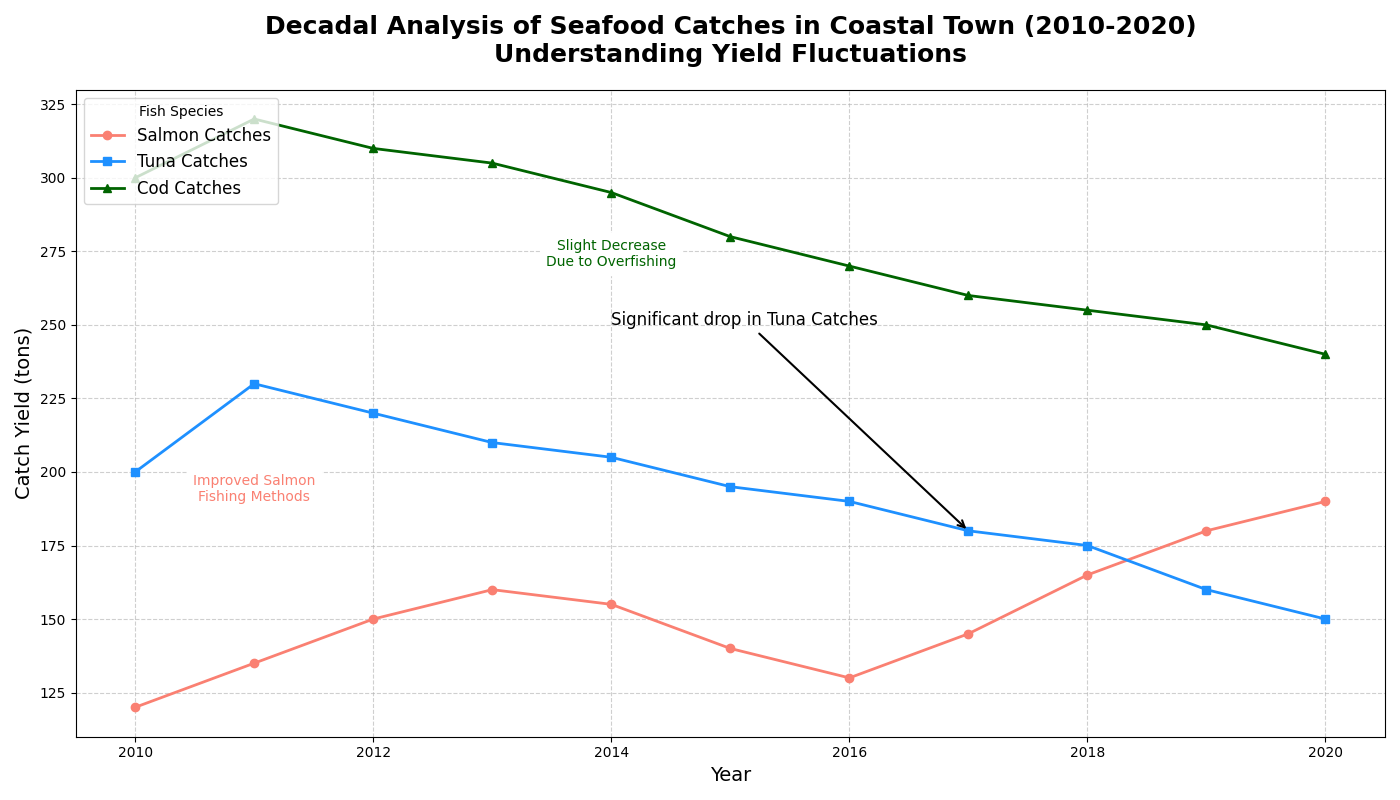 Decadal Analysis of Seafood Catches in Coastal Town (2010-2020)
Understanding Yield Fluctuations
Fish Species
Salmon Catches
Tuna Catches
Cod Catches
325
300
275
250
225
200
175
150
125
Catch Yield (tons)
Slight Decrease
Due to Overfishing
Significant drop in Tuna Catches
Improved Salmon
Fishing Methods
2010
2012
2014
2016
2018
2020
Year